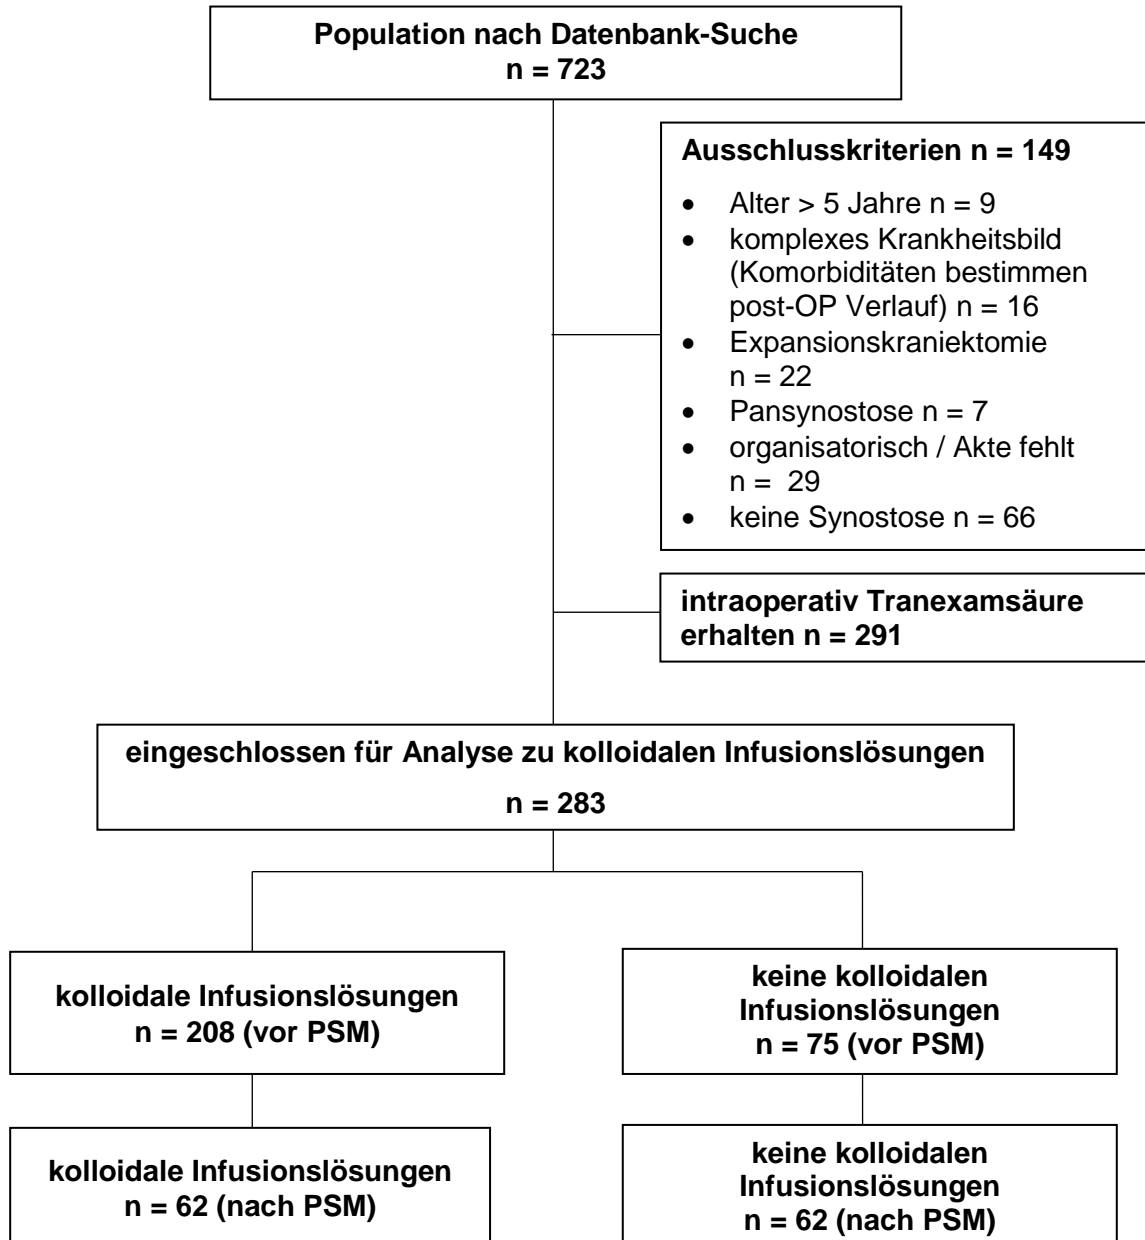 Population nach Datenbank-Suche
n = 723
Ausschlusskriterien n = 149
• Alter > 5 Jahre n = 9
• komplexes Krankheitsbild
(Komorbiditäten bestimmen
post-OP Verlauf) n = 16
• Expansionskraniektomie
n = 22
• Pansynostose n = 7
• organisatorisch / Akte fehlt
n = 29
• keine Synostose n = 66
intraoperativ Tranexamsäure
erhalten n = 291
eingeschlossen für Analyse zu kolloidalen Infusionslösungen
n = 283
kolloidale Infusionslösungen
n = 208 (vor PSM)
keine kolloidalen
Infusionslösungen
n = 75 (vor PSM)
kolloidale Infusionslösungen
n = 62 (nach PSM)
keine kolloidalen
Infusionslösungen
n = 62 (nach PSM)